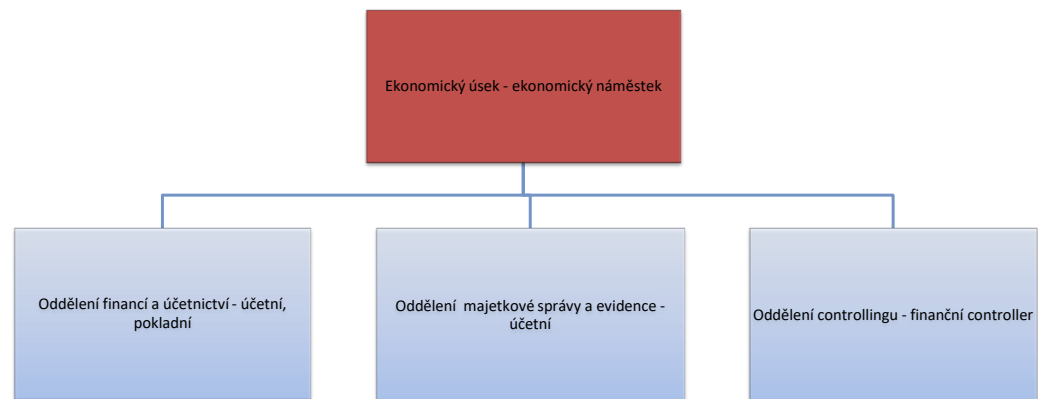 Ekonomický úsek - ekonomický náměstek
Oddělení financí a účetnictví - účetní,
pokladní
Oddělení  majetkové správy a evidence -
účetní
Oddělení controllingu - finanční controller